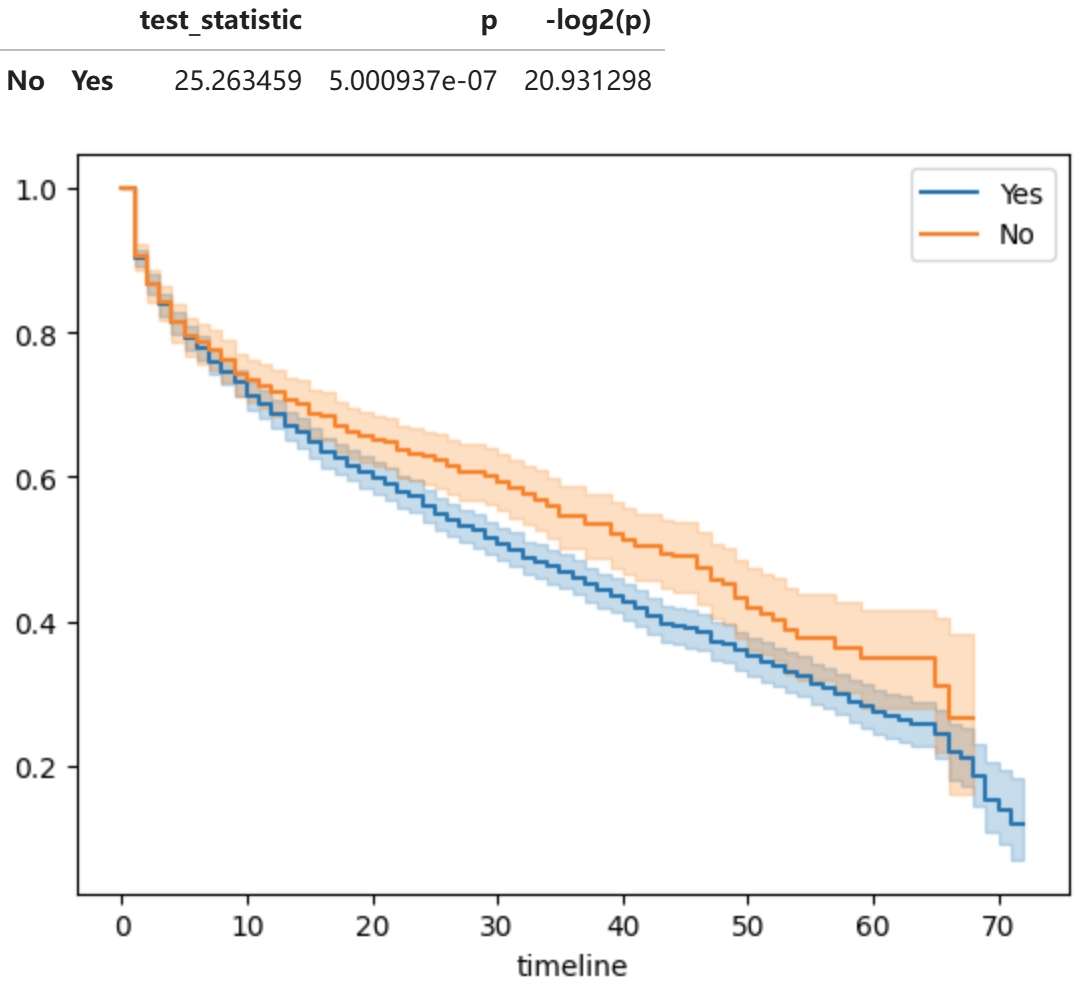 test_statistic p -log2(p)
No Yes 25.263459 5.000937e-07 20.931298
1.0
0.8
0.6
0.4
0.2
Yes
No
0 10 20 30 40 50 60 70
timeline